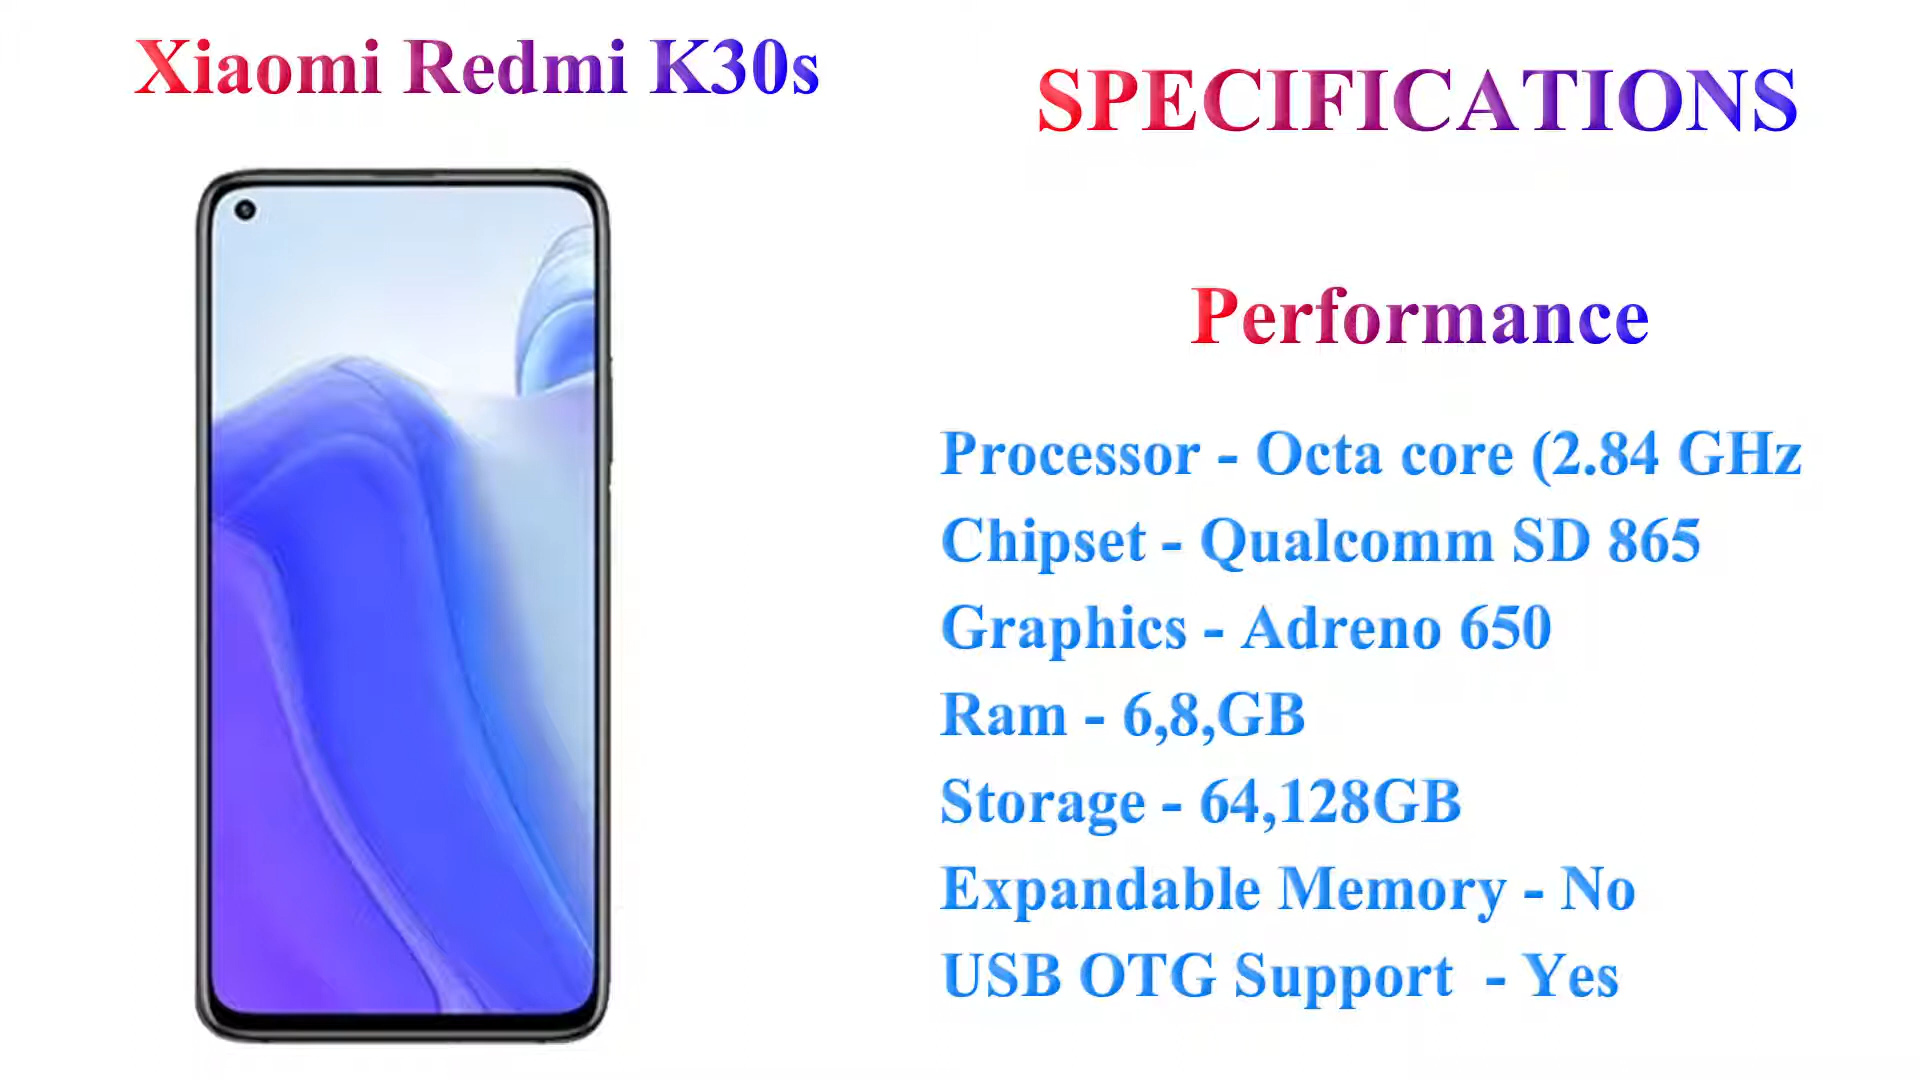 Xiaomi Redmi K30s
SPECIFICATIONS
Performance
Processor - Octa core (2.84 GHz
Chipset - Qualcomm SD 865
Graphics - Adreno 650
Ram - 6,8,GB
Storage - 64,128GB
Expandable Memory - No
USB OTG Support - Yes